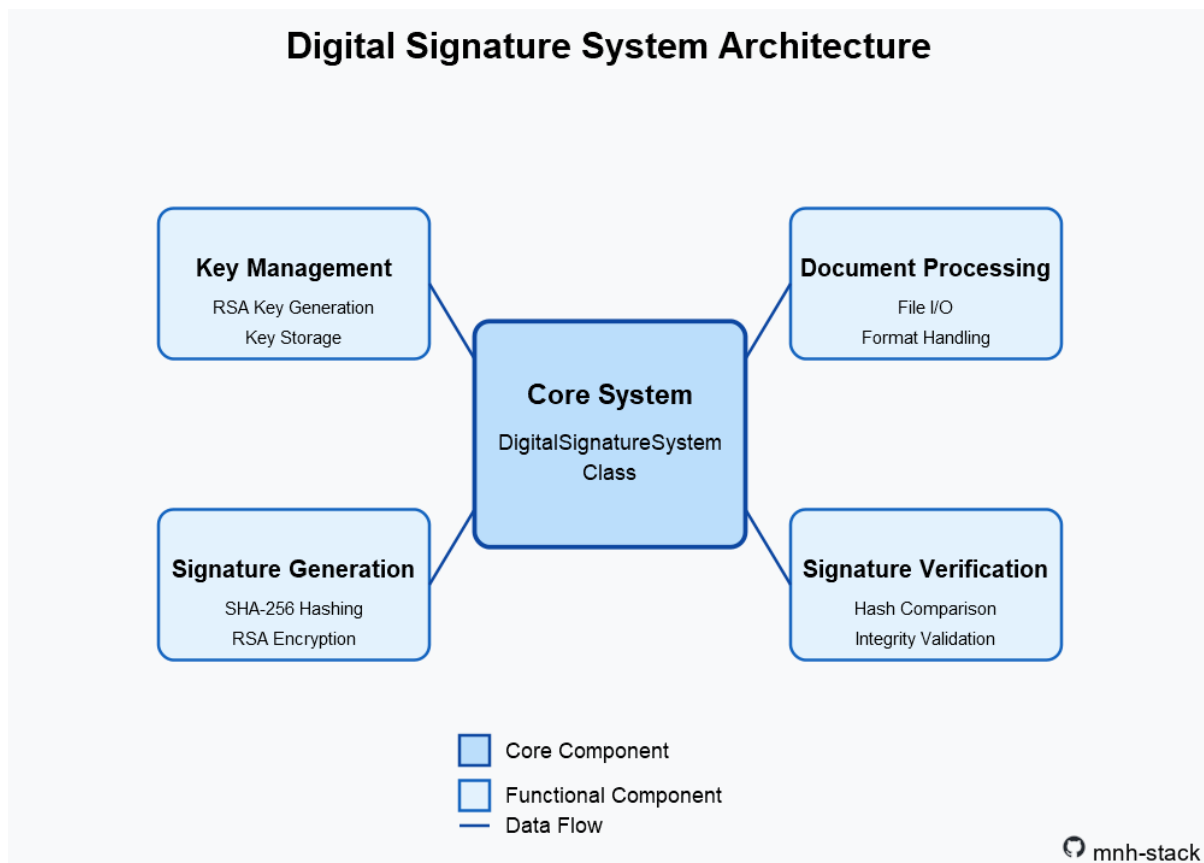 Digital Signature System Architecture
Key Management
RSA Key Generation
Key Storage
Document Processing
File I/O
Format Handling
Core System
DigitalSignatureSystem
Class
Signature Generation
SHA-256 Hashing
RSA Encryption
Signature Verification
Hash Comparison
Integrity Validation
Core Component
Functional Component
Data Flow
mnh-stack